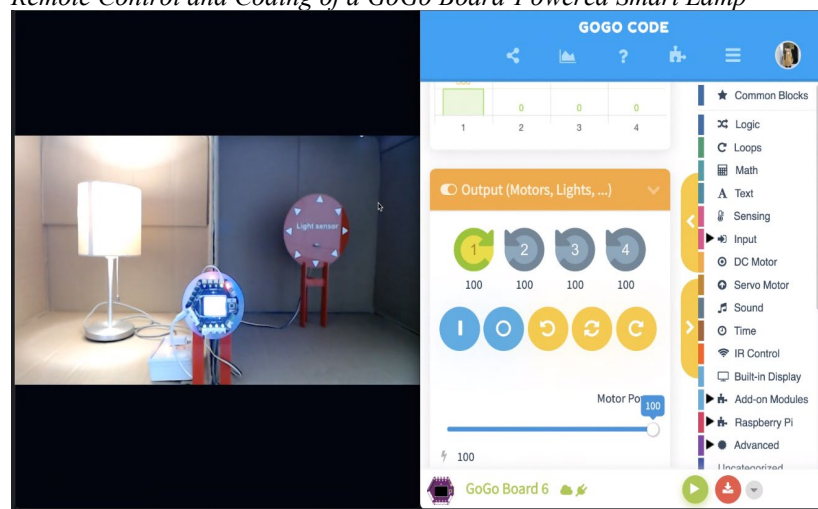 Remote Control and Coding of a GoGo Board-Powered Smart Lamp
GOGO CODE
Light sensor
0 0 0
1 2 3 4
Output (Motors, Lights, ...)
1 2 3 4
100 100 100 100
Motor
100
100
GoGo Board 6
Common Blocks
Logic
Loops
Math
Text
Sensing
Input
DC Motor
Servo Motor
Sound
Time
IR Control
Built-in Display
Add-on Modules
Raspberry Pi
Advanced
Uncategorized